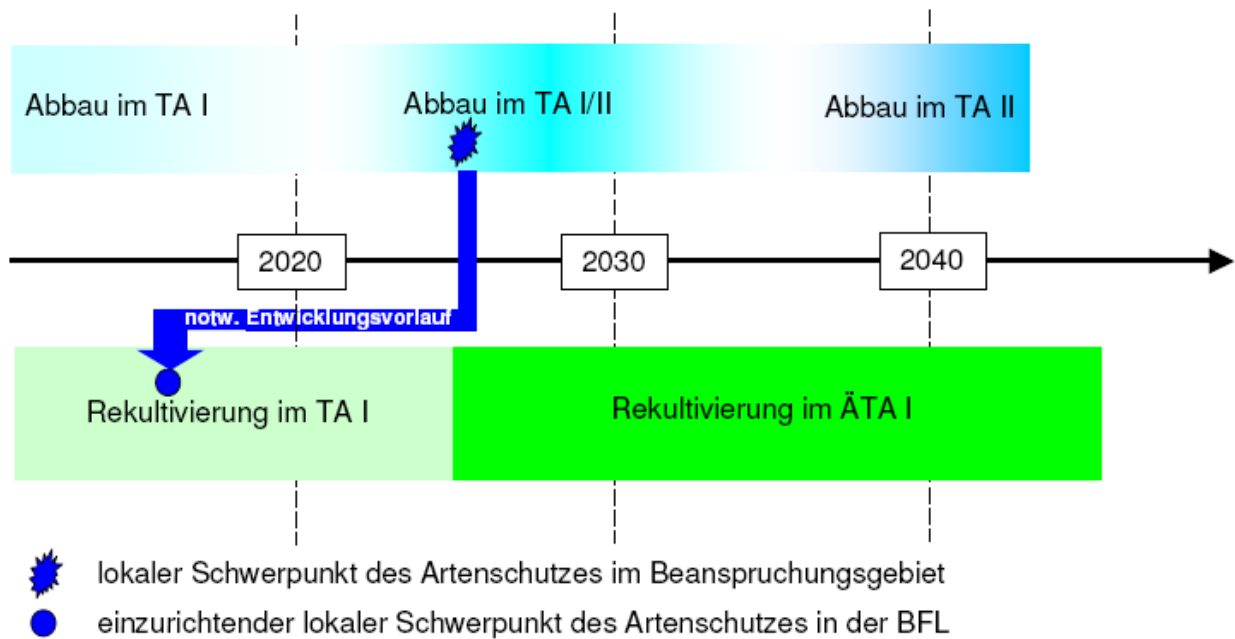 Abbau im TA I
Abbau im TA I/II
Abbau im TA II
2020
2030
2040
notw. Entwicklungsvorlauf
Rekultivierung im TA I
Rekultivierung im ÄTA I
lokaler Schwerpunkt des Artenschutzes im Beanspruchungsgebiet
einzurichtender lokaler Schwerpunkt des Artenschutzes in der BFL